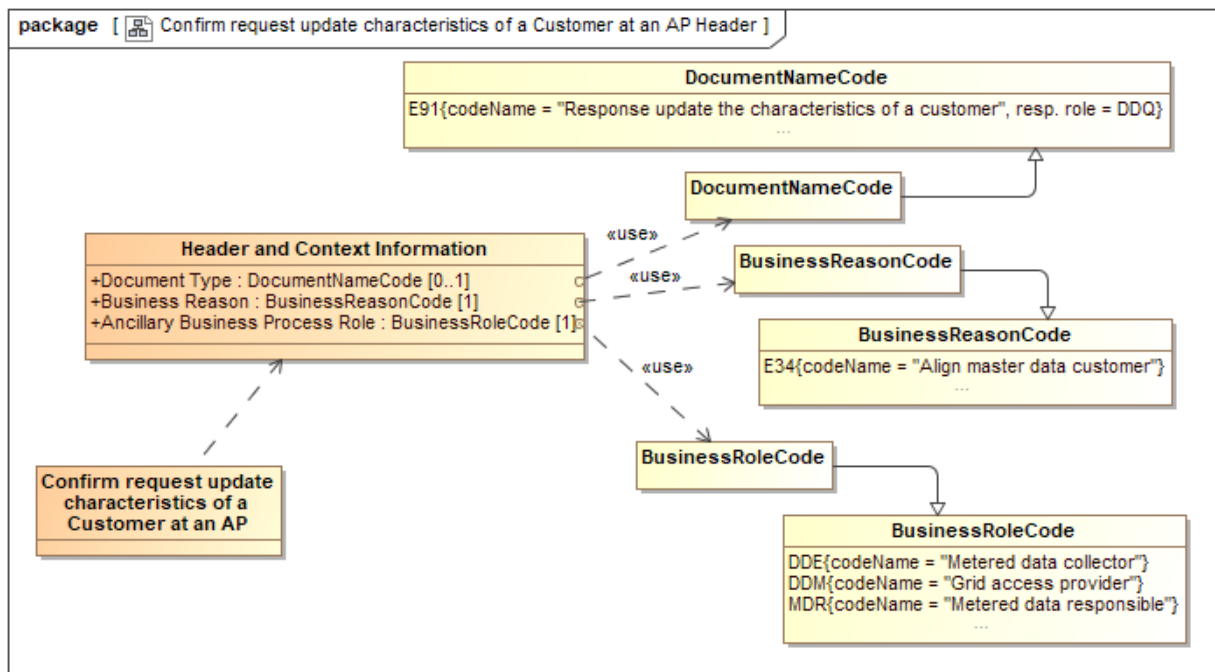 package [ Confirm request update characteristics of a Customer at an AP Header ]
DocumentNameCode
E91{codeName = "Response update the characteristics of a customer", resp. role = DDQ}
...
DocumentNameCode
«use»
Header and Context Information
+Document Type : DocumentNameCode [0..1]
+Business Reason : BusinessReasonCode [1]
+Ancillary Business Process Role : BusinessRoleCode [1]
«use»
BusinessReasonCode
BusinessReasonCode
E34{codeName = "Align master data customer"}
...
«use»
BusinessRoleCode
Confirm request update
characteristics of a
Customer at an AP
BusinessRoleCode
DDE{codeName = "Metered data collector"}
DDM{codeName = "Grid access provider"}
MDR{codeName = "Metered data responsible"}
...